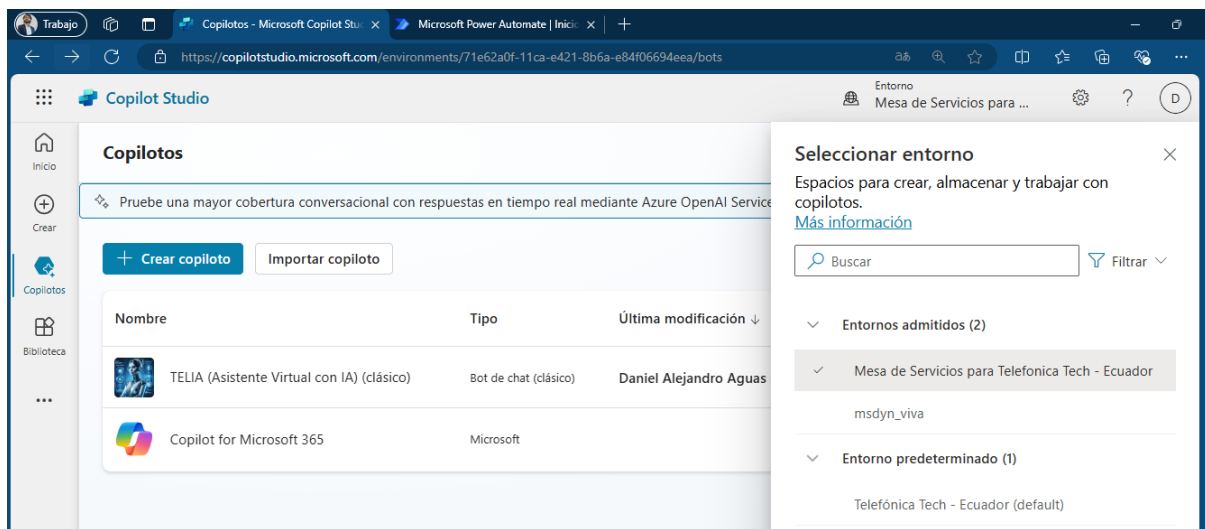 Trabajo
Copilotos - Microsoft Copilot Stu
Microsoft Power Automate | Inicio
https://copilotstudio.microsoft.com/environments/71e62a0f-11ca-e421-8b6a-e84f06694eea/bots
Copilot Studio
Entorno
Mesa de Servicios para ...
D
Inicio
Crear
Copilotos
Biblioteca
Copilotos
Pruebe una mayor cobertura conversacional con respuestas en tiempo real mediante Azure OpenAI Service
Crear copiloto
Importar copiloto
Nombre
Tipo
Última modificación
TELIA (Asistente Virtual con IA) (clásico)
Bot de chat (clásico)
Daniel Alejandro Aguas
Copilot for Microsoft 365
Microsoft
Seleccionar entorno
Espacios para crear, almacenar y trabajar con
copilotos.
Más información
Buscar
Filtrar
Entornos admitidos (2)
Mesa de Servicios para Telefonica Tech - Ecuador
msdyn_viva
Entorno predeterminado (1)
Telefónica Tech - Ecuador (default)